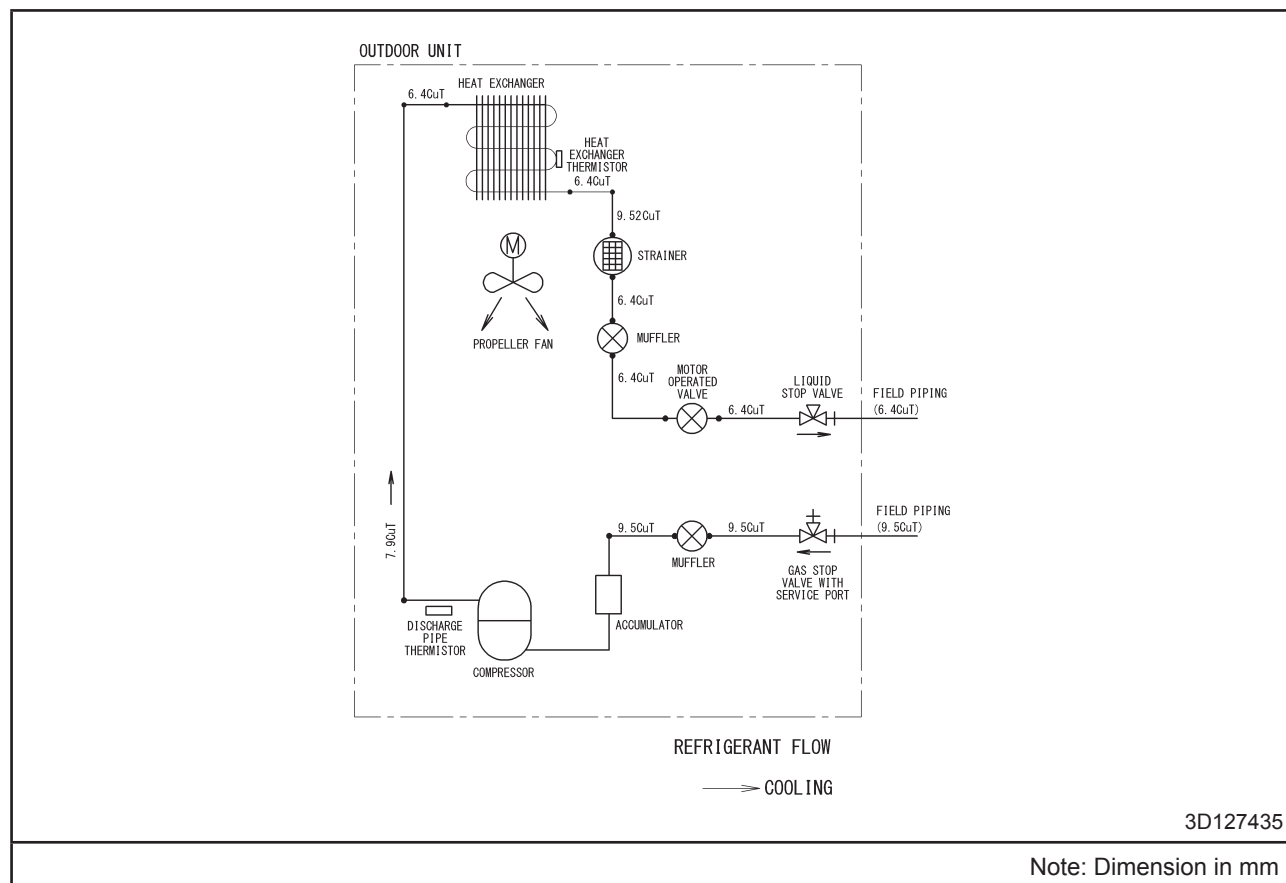 OUTDOOR UNIT
HEAT EXCHANGER
6.4CuT
HEAT
EXCHANGER
THERMISTOR
6.4CuT
9.52CuT
STRAINER
6.4CuT
M
PROPELLER FAN
MUFFLER
6.4CuT
MOTOR
OPERATED
VALVE
6.4CuT
LIQUID
STOP VALVE
FIELD PIPING
(6.4CuT)
7.9CuT
9.5CuT
9.5CuT
MUFFLER
FIELD PIPING
(9.5CuT)
GAS STOP
VALVE WITH
SERVICE PORT
ACCUMULATOR
DISCHARGE
PIPE
THERMISTOR
COMPRESSOR
REFRIGERANT FLOW
COOLING
3D127435
Note: Dimension in mm